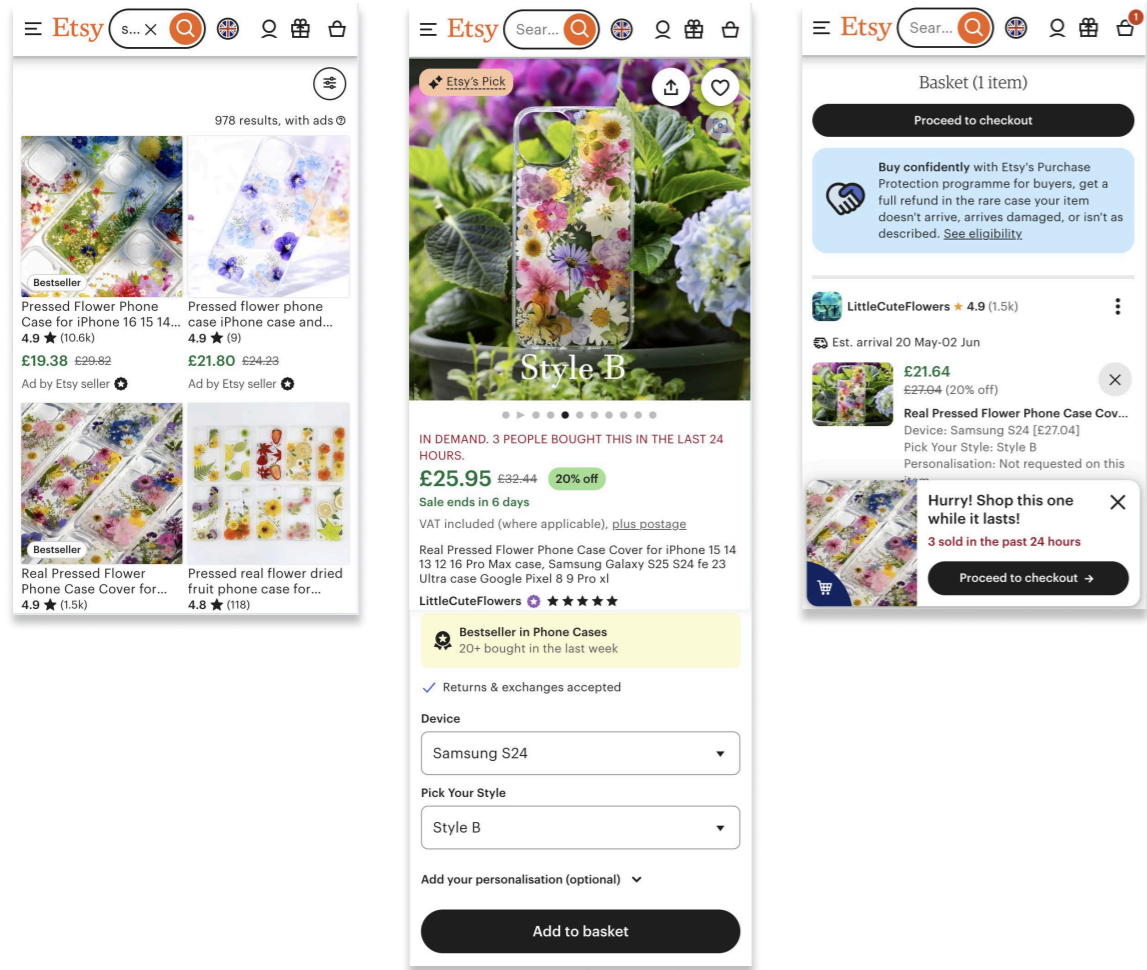 Etsy
s...
978 results, with ads
Bestseller
Pressed Flower Phone
Case for iPhone 16 15 14...
4.9 ★ (10.6k)
£19.38 £29.82
Ad by Etsy seller
Pressed flower phone
case iPhone case and...
4.9 ★ (9)
£21.80 £24.23
Ad by Etsy seller
Bestseller
Real Pressed Flower
Phone Case Cover for...
4.9 ★ (1.5k)
Pressed real flower dried
fruit phone case for...
4.8 ★ (118)
Etsy
Sear...
Etsy's Pick
Style B
IN DEMAND. 3 PEOPLE BOUGHT THIS IN THE LAST 24
HOURS.
£25.95 £32.44 20% off
Sale ends in 6 days
VAT included (where applicable), plus postage
Real Pressed Flower Phone Case Cover for iPhone 15 14
13 12 16 Pro Max case, Samsung Galaxy S25 S24 fe 23
Ultra case Google Pixel 8 9 Pro xl
LittleCuteFlowers ★★★★★
Bestseller in Phone Cases
20+ bought in the last week
Returns & exchanges accepted
Device
Samsung S24
Pick Your Style
Style B
Add your personalisation (optional)
Add to basket
Etsy
Sear...
1
Basket (1 item)
Proceed to checkout
Buy confidently with Etsy's Purchase
Protection programme for buyers, get a
full refund in the rare case your item
doesn't arrive, arrives damaged, or isn't as
described. See eligibility
LittleCuteFlowers ★ 4.9 (1.5k)
Est. arrival 20 May-02 Jun
£21.64
£27.04 (20% off)
Real Pressed Flower Phone Case Cov...
Device: Samsung S24 [£27.04]
Pick Your Style: Style B
Personalisation: Not requested on this
Hurry! Shop this one
while it lasts!
3 sold in the past 24 hours
Proceed to checkout →